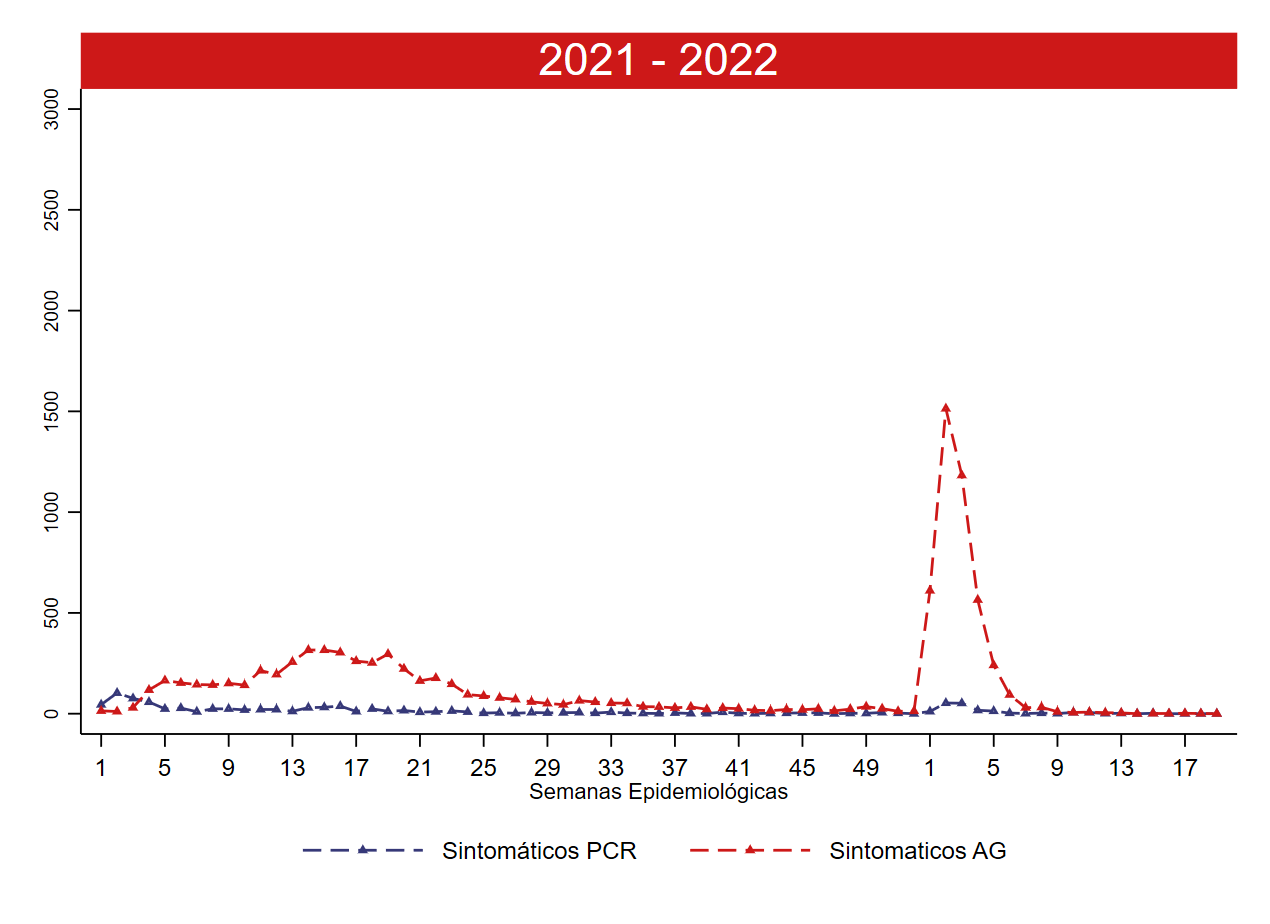 2021 - 2022
3000
2500
2000
1500
1000
500
0
1 5 9 13 17 21 25 29 33 37 41 45 49 1 5 9 13 17
Semanas Epidemiológicas
Sintomáticos PCR Sintomaticos AG